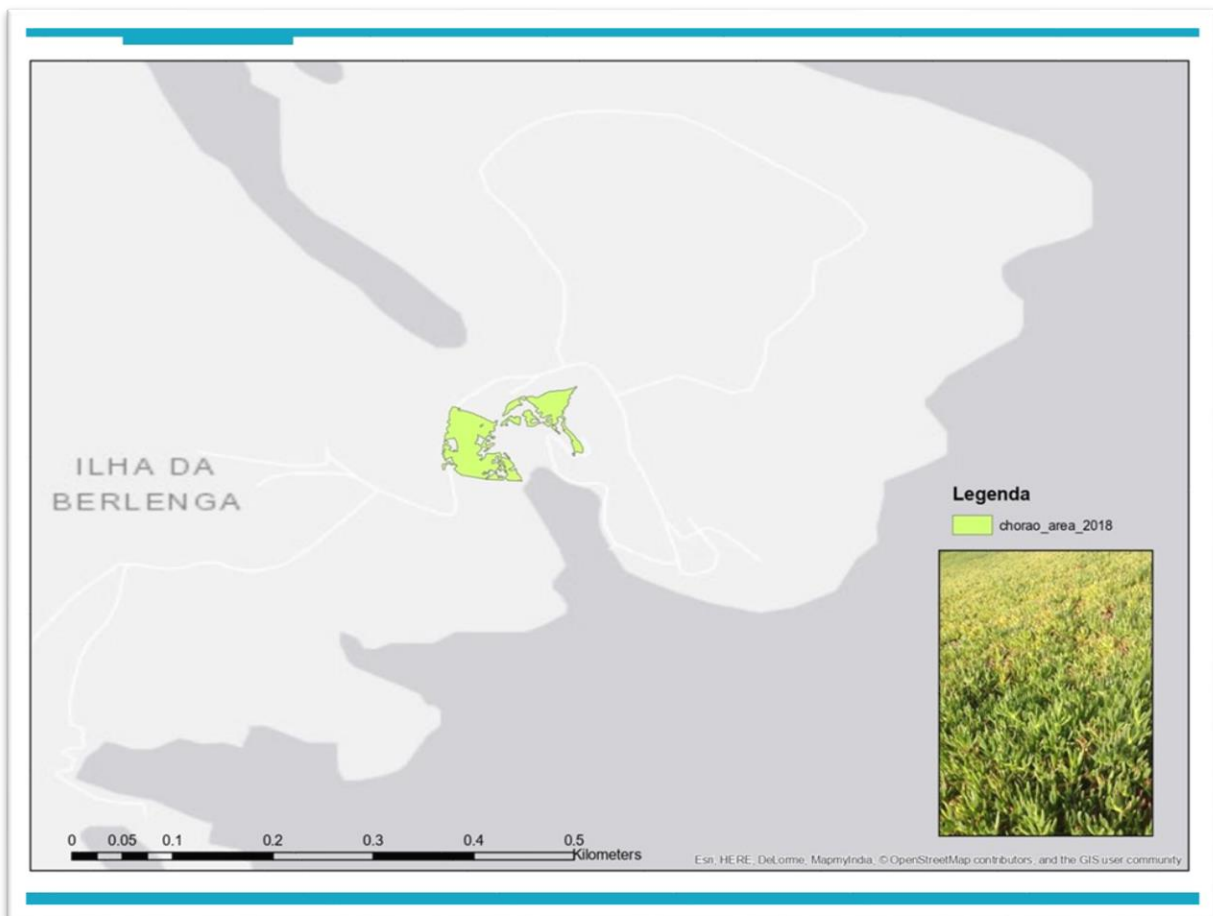 ILHA DA
BERLENGA
Legenda
chorao_area_2018
0 0.05 0.1 0.2 0.3 0.4 0.5
Kilometers
Esri, HERE, DeLorme, MapmyIndia, © OpenStreetMap contributors, and the GIS user community